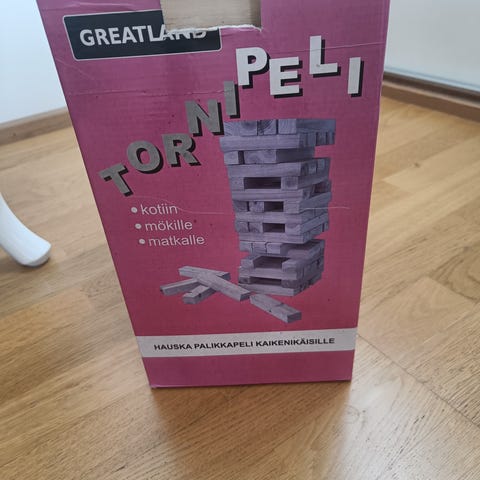 GREATLAND
TORNIPELI
• kotiin
• mökille
• matkalle
HAUSKA PALIKKAPELI KAIKENIKÄISILLE